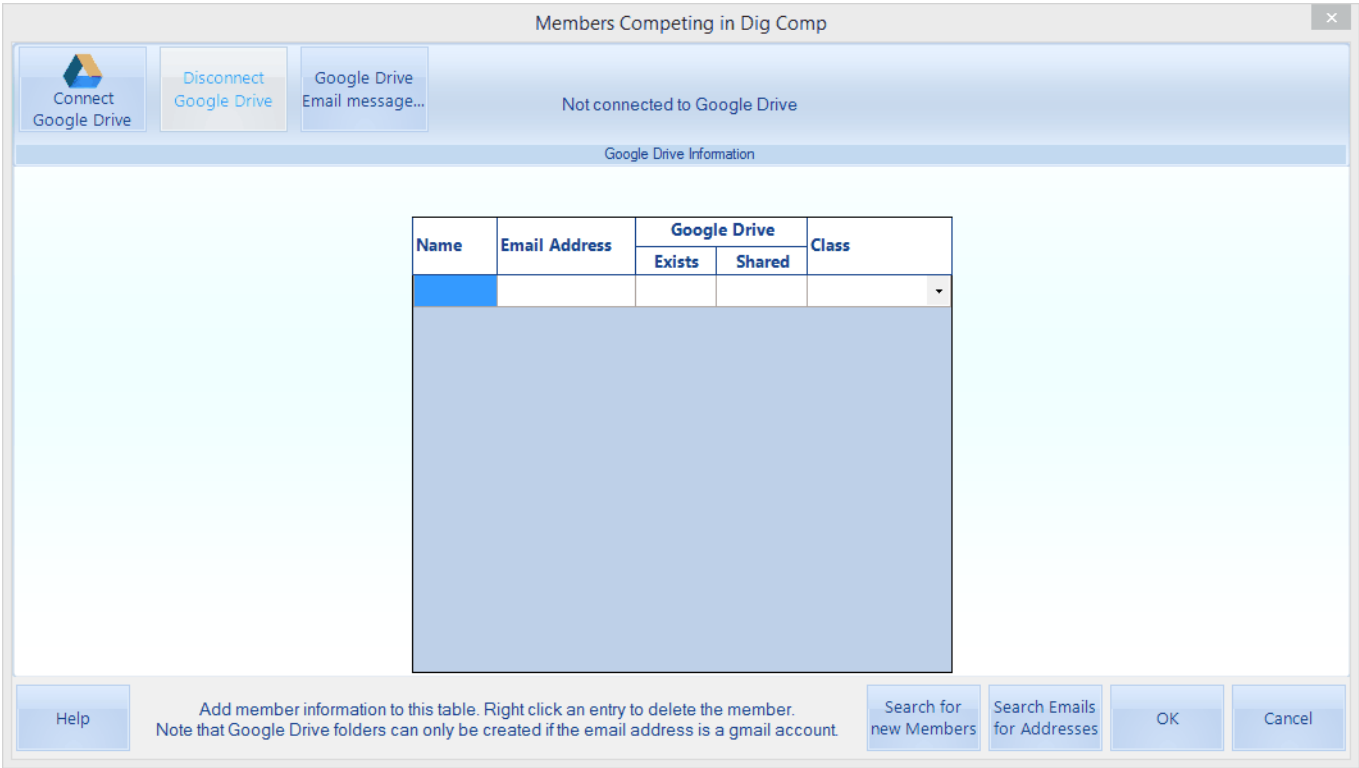 Members Competing in Dig Comp
Connect
Google Drive
Disconnect
Google Drive
Google Drive
Email message...
Not connected to Google Drive
Google Drive Information
Name
Email Address
Google Drive
Exists
Shared
Class
Help
Add member information to this table. Right click an entry to delete the member.
Note that Google Drive folders can only be created if the email address is a gmail account.
Search for
new Members
Search Emails
for Addresses
OK
Cancel